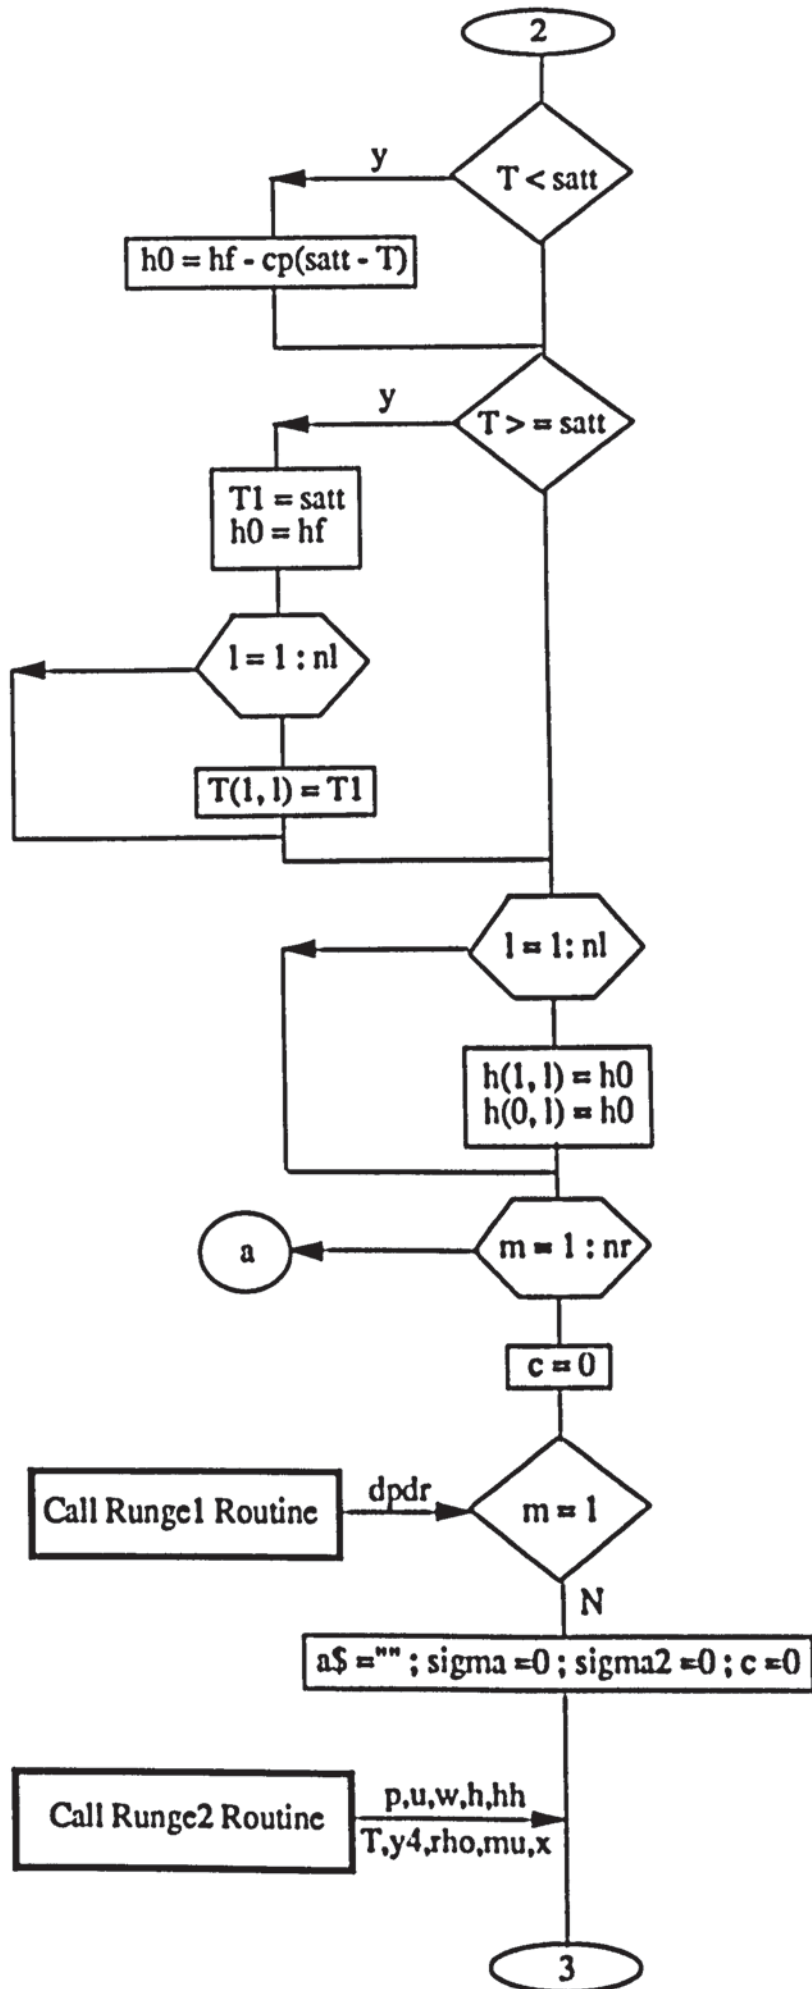 2
T < satt
y
h0 = hf - cp(satt - T)
y
T > = satt
T1 = satt
h0 = hf
l = 1 : nl
T(1, l) = T1
l = 1: nl
h(1, l) = h0
h(0, l) = h0
a
m = 1 : nr
c = 0
Call Runge1 Routine
dpdr
m = 1
N
a$ ="" ; sigma =0 ; sigma2 =0 ; c =0
Call Runge2 Routine
p,u,w,h,hh
T,y4,rho,mu,x
3